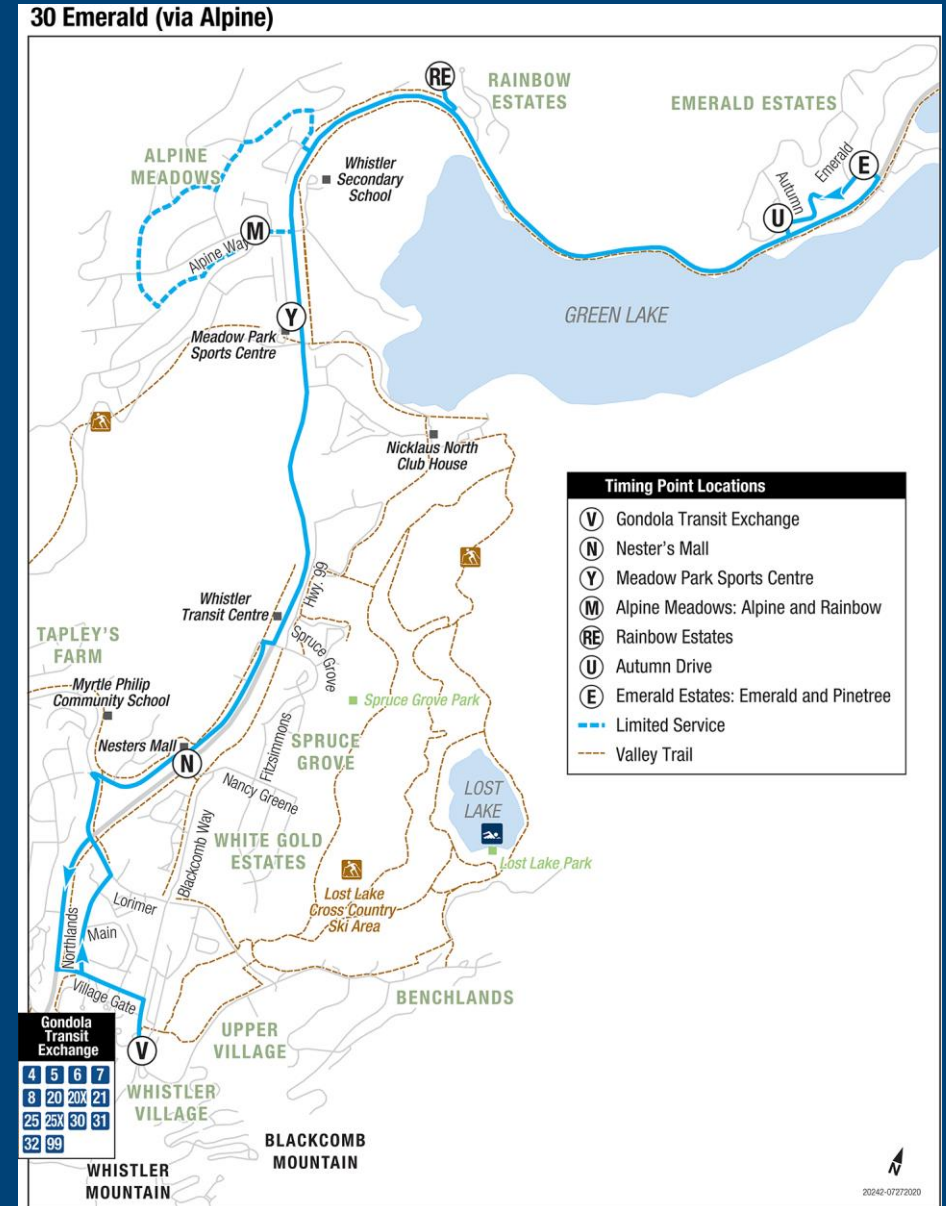 30 Emerald (via Alpine)
RE
RAINBOW
ESTATES
EMERALD ESTATES
ALPINE
MEADOWS
Whistler
Secondary
School
Emerald
E
Autumn
U
M
Alpine Way
Y
Meadow Park
Sports Centre
GREEN LAKE
Nicklaus North
Club House
Timing Point Locations
V Gondola Transit Exchange
N Nester's Mall
Y Meadow Park Sports Centre
M Alpine Meadows: Alpine and Rainbow
RE Rainbow Estates
U Autumn Drive
E Emerald Estates: Emerald and Pinetree
Limited Service
Valley Trail
Hwy. 99
Whistler
Transit Centre
Spruce Grove
TAPLEY'S
FARM
Myrtle Philip
Community School
Spruce Grove Park
Nesters Mall
N
Fitzsimmons
SPRUCE
GROVE
Nancy Greene
LOST
LAKE
Blackcomb Way
WHITE GOLD
ESTATES
Lost Lake Park
Lost Lake
Cross Country
Ski Area
Lorimer
Northlands
Main
Village Gate
BENCHLANDS
UPPER
VILLAGE
V
Gondola
Transit
Exchange
4 5 6 7
8 20 20X 21
25 25X 30 31
32 99
WHISTLER
VILLAGE
BLACKCOMB
MOUNTAIN
WHISTLER
MOUNTAIN
N
20242-07272020